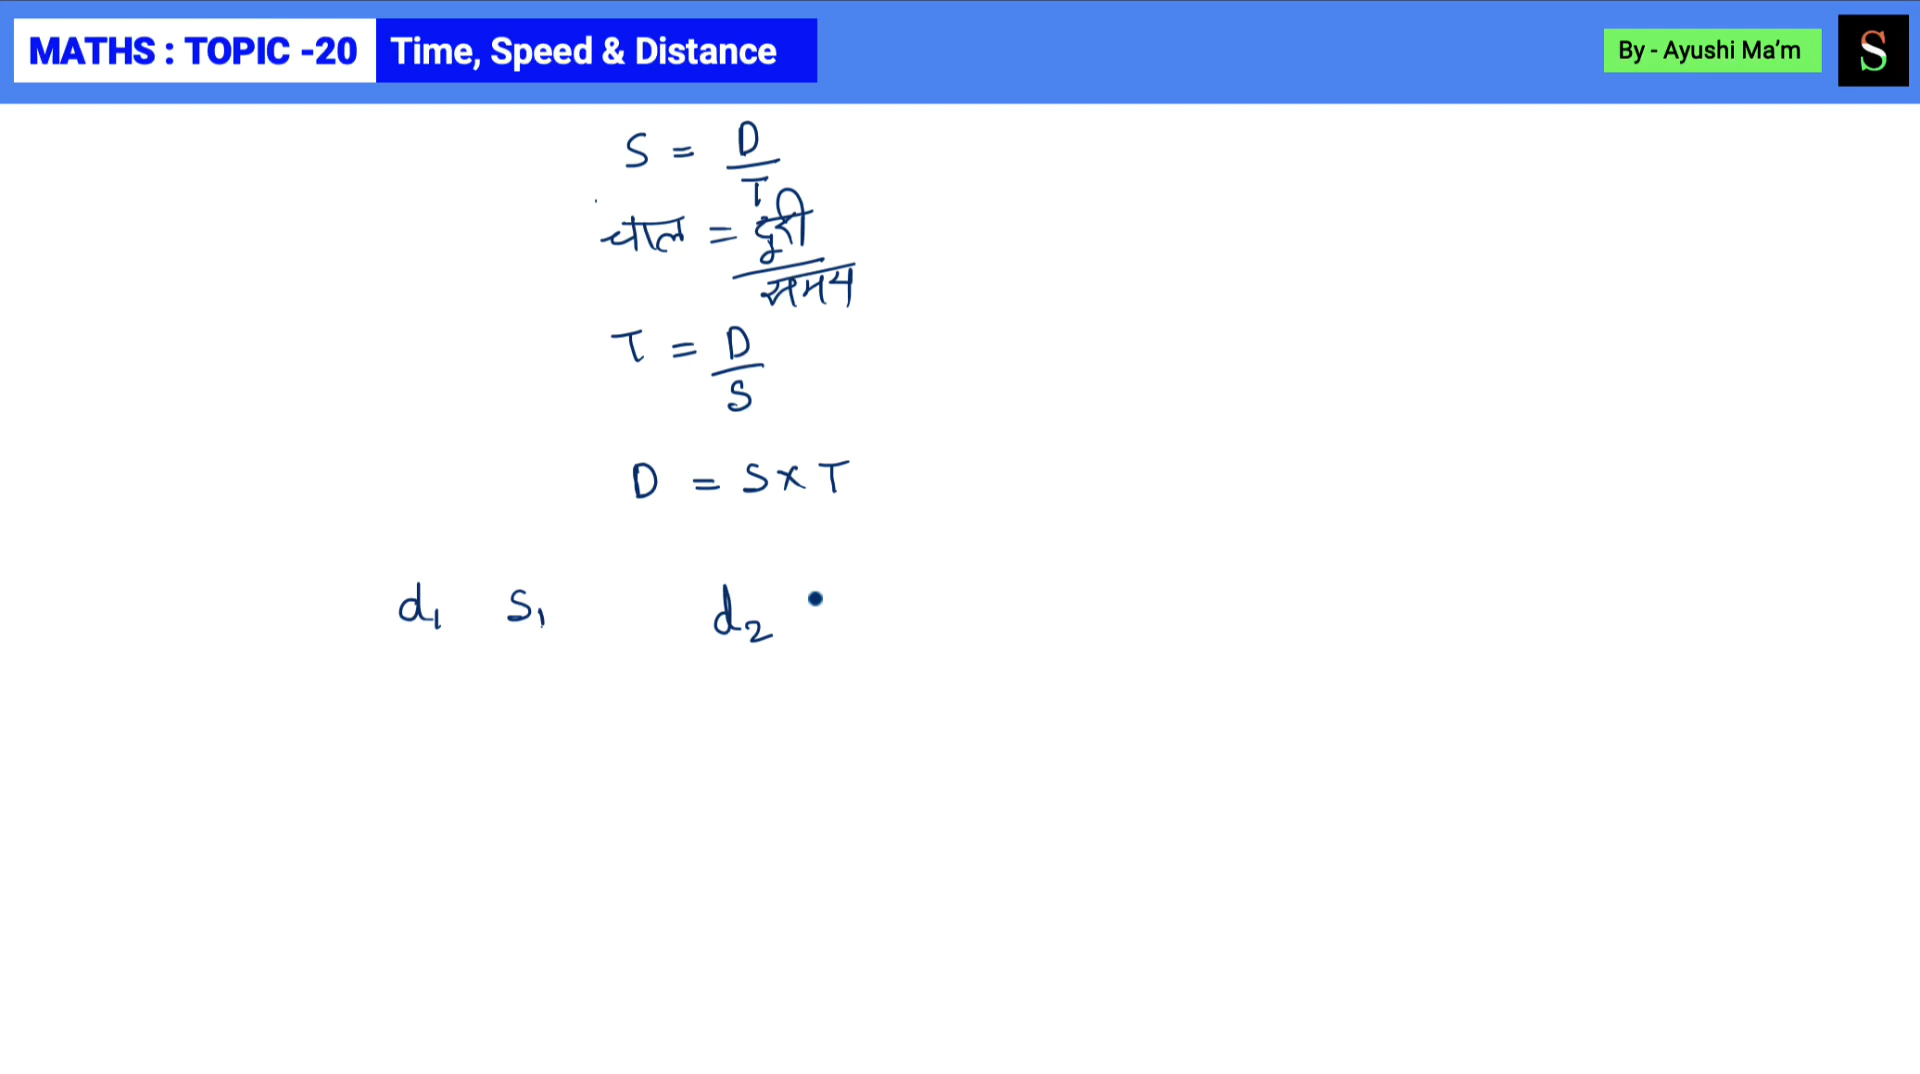 MATHS : TOPIC -20 Time, Speed & Distance By - Ayushi Ma'm S
S = D/T
चाल = दूरी/समय
T = D/S
D = S × T
d₁ S₁ d₂